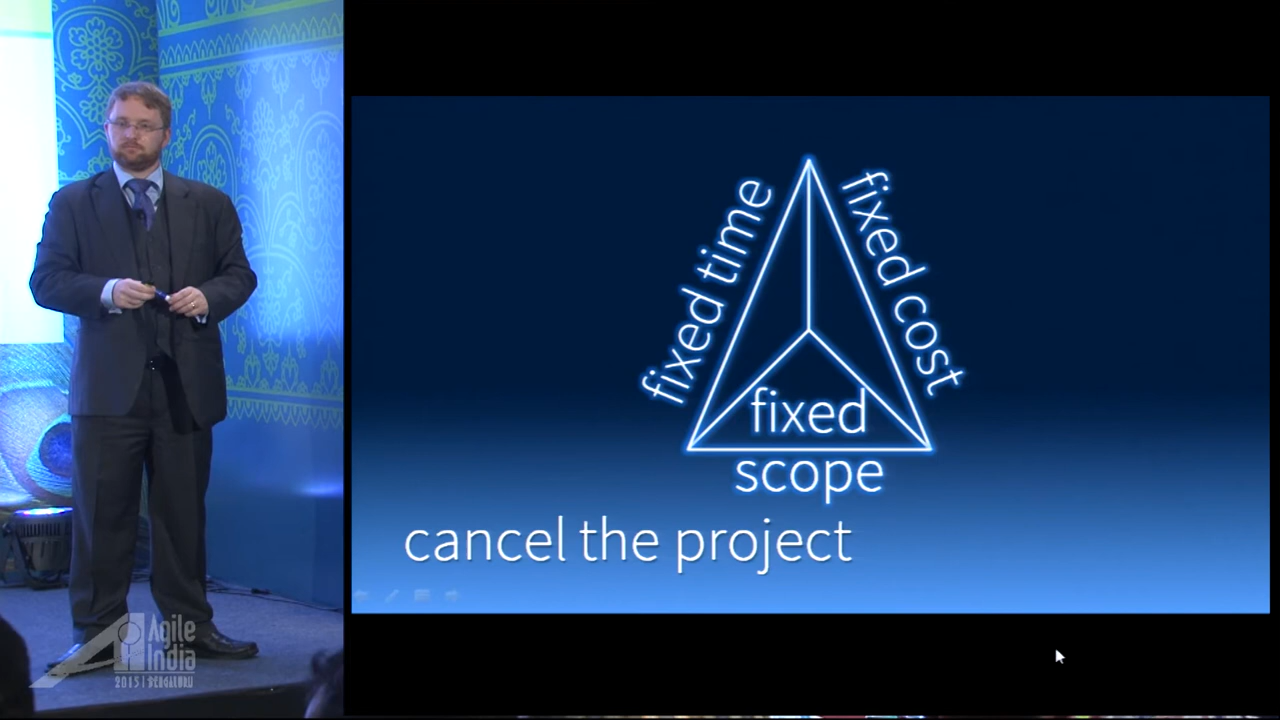 fixed time
fixed cost
fixed
scope
cancel the project
Agile
India
2015 | BENGALURU